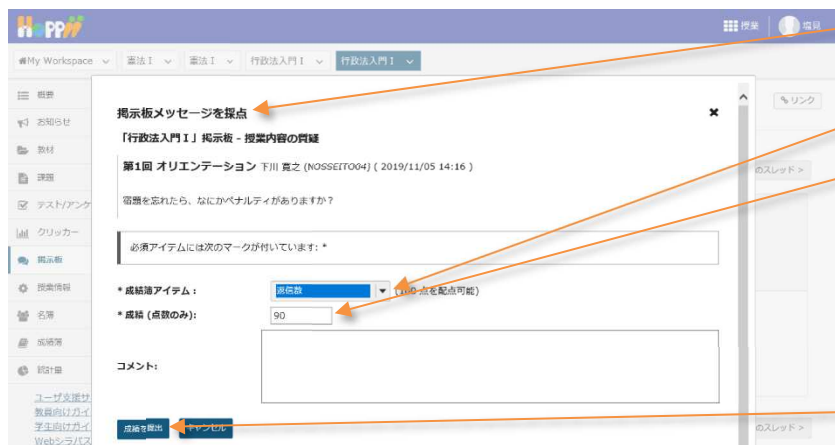 HoPPii
授業
塩見
My Workspace
憲法 I
憲法 I
行政法入門 I
行政法入門 I
概要
お知らせ
教材
課題
テスト/アンケ
クリッカー
掲示板
授業情報
名簿
成績簿
統計量
ユーザ支援サ
教員向けガイ
学生向けガイ
Webシラバス
リンク
のスレッド >
掲示板メッセージを採点
「行政法入門 I 」掲示板 - 授業内容の質疑
第1回 オリエンテーション 下川 寛之 (NOSSEITO04) ( 2019/11/05 14:16 )
宿題を忘れたら、なにかペナルティがありますか？
必須アイテムには次のマークが付いています: *
* 成績簿アイテム : 返信数 (100 点を配点可能)
* 成績 (点数のみ): 90
コメント:
成績を提出 キャンセル
のスレッド >